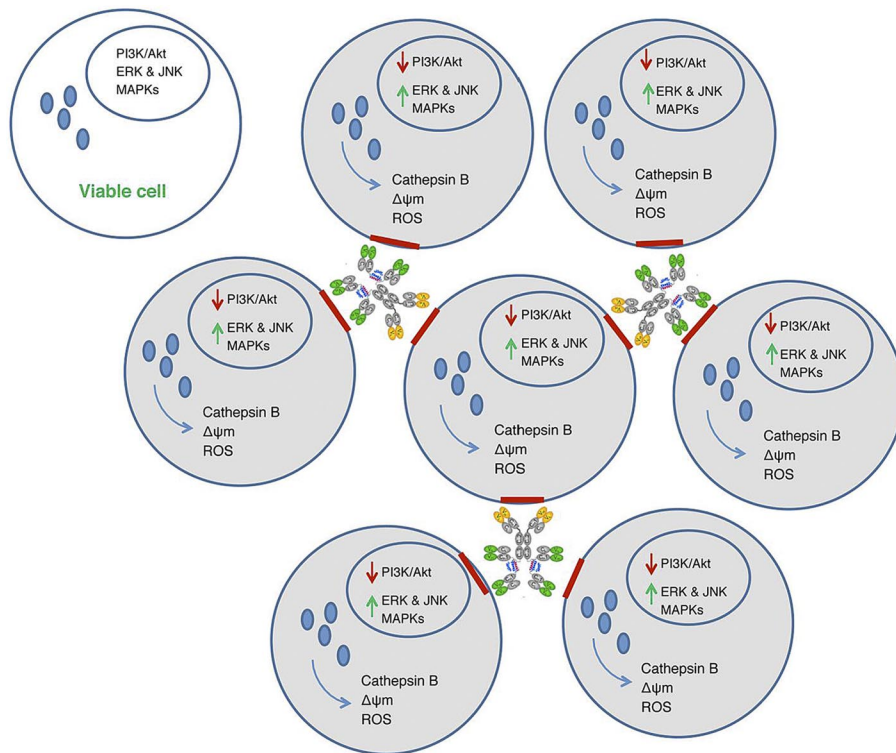 PI3K/Akt
ERK & JNK
MAPKs
Viable cell
PI3K/Akt
ERK & JNK
MAPKs
Cathepsin B
Δψm
ROS
PI3K/Akt
ERK & JNK
MAPKs
Cathepsin B
Δψm
ROS
PI3K/Akt
ERK & JNK
MAPKs
Cathepsin B
Δψm
ROS
PI3K/Akt
ERK & JNK
MAPKs
Cathepsin B
Δψm
ROS
PI3K/Akt
ERK & JNK
MAPKs
Cathepsin B
Δψm
ROS
PI3K/Akt
ERK & JNK
MAPKs
Cathepsin B
Δψm
ROS
PI3K/Akt
ERK & JNK
MAPKs
Cathepsin B
Δψm
ROS